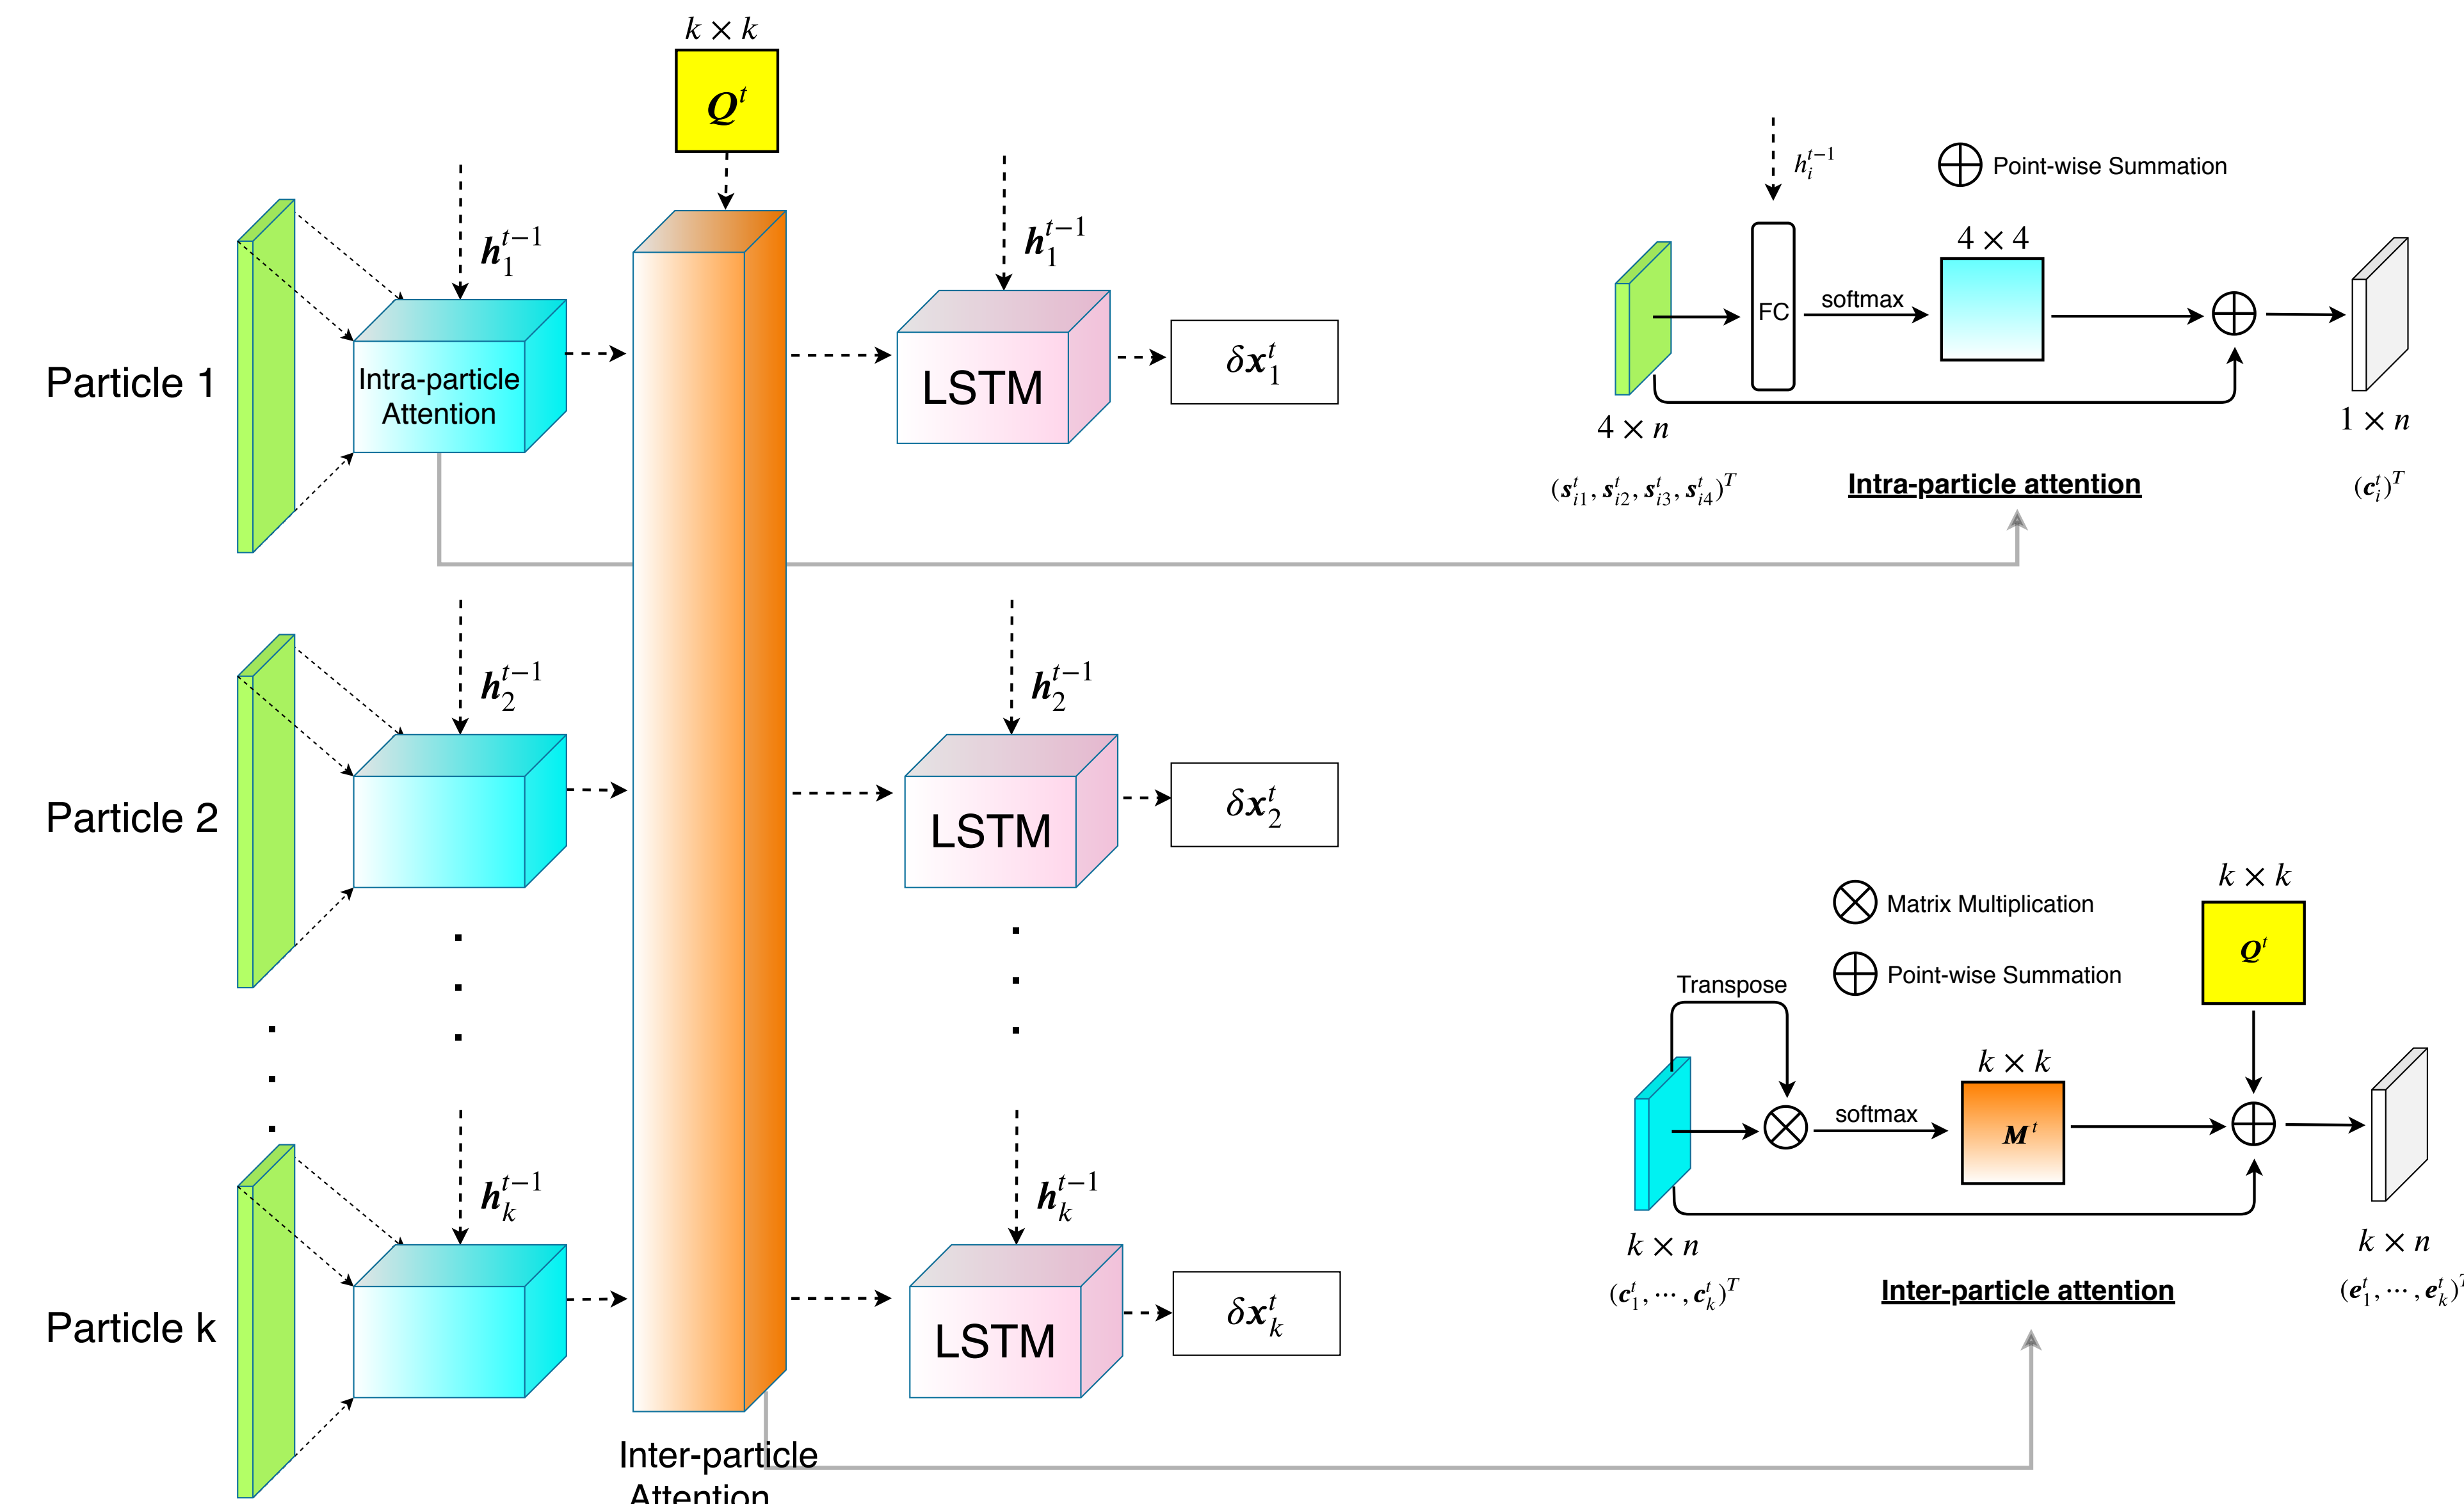 k × k
Q^t
h_1^{t−1}
h_1^{t−1}
Particle 1
Intra-particle
Attention
LSTM
δx_1^t
h_2^{t−1}
h_2^{t−1}
Particle 2
LSTM
δx_2^t
h_k^{t−1}
h_k^{t−1}
Particle k
LSTM
δx_k^t
Inter-particle
Attention
h_i^{t−1}
Point-wise Summation
4 × 4
FC
softmax
4 × n
1 × n
(s_{i1}^t, s_{i2}^t, s_{i3}^t, s_{i4}^t)^T
Intra-particle attention
(c_i^t)^T
k × k
Matrix Multiplication
Q^t
Point-wise Summation
Transpose
k × k
softmax
M^t
k × n
k × n
(c_1^t, ⋯, c_k^t)^T
Inter-particle attention
(e_1^t, ⋯, e_k^t)^T